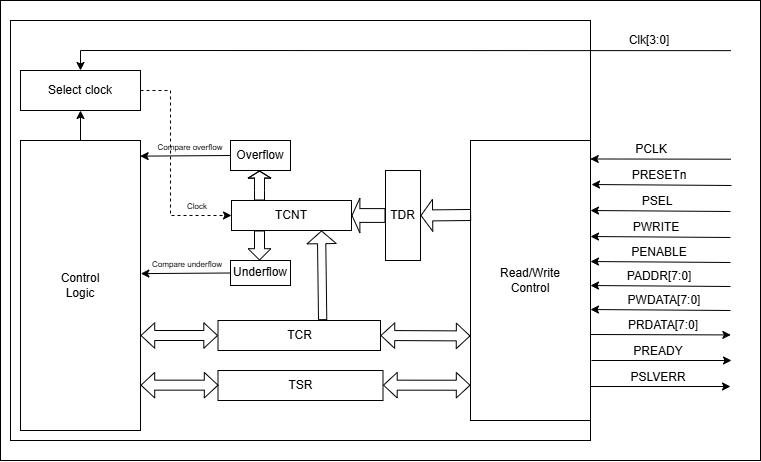 Clk[3:0]
Select clock
PCLK
Compare overflow
Overflow
PRESETn
PSEL
Clock
TCNT
TDR
PWRITE
PENABLE
Compare underflow
Underflow
Control
Logic
Read/Write
Control
PADDR[7:0]
PWDATA[7:0]
PRDATA[7:0]
TCR
PREADY
PSLVERR
TSR